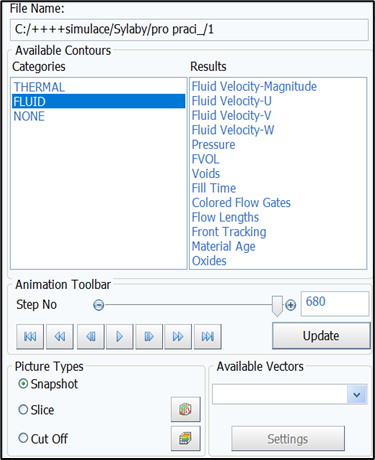 File Name:
C:/++++simulace/Sylaby/pro praci_/1
Available Contours
Categories
THERMAL
FLUID
NONE
Results
Fluid Velocity-Magnitude
Fluid Velocity-U
Fluid Velocity-V
Fluid Velocity-W
Pressure
FVOL
Voids
Fill Time
Colored Flow Gates
Flow Lengths
Front Tracking
Material Age
Oxides
Animation Toolbar
Step No
680
Update
Picture Types
Snapshot
Slice
Cut Off
Available Vectors
Settings